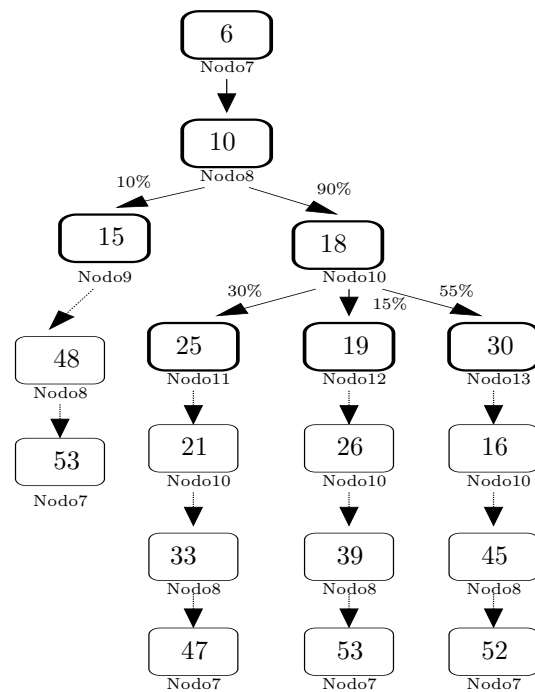 6
Nodo7
10
Nodo8
10% 90%
15 18
Nodo9 Nodo10
30% 15% 55%
48 25 19 30
Nodo8 Nodo11 Nodo12 Nodo13
53 21 26 16
Nodo7 Nodo10 Nodo10 Nodo10
33 39 45
Nodo8 Nodo8 Nodo8
47 53 52
Nodo7 Nodo7 Nodo7